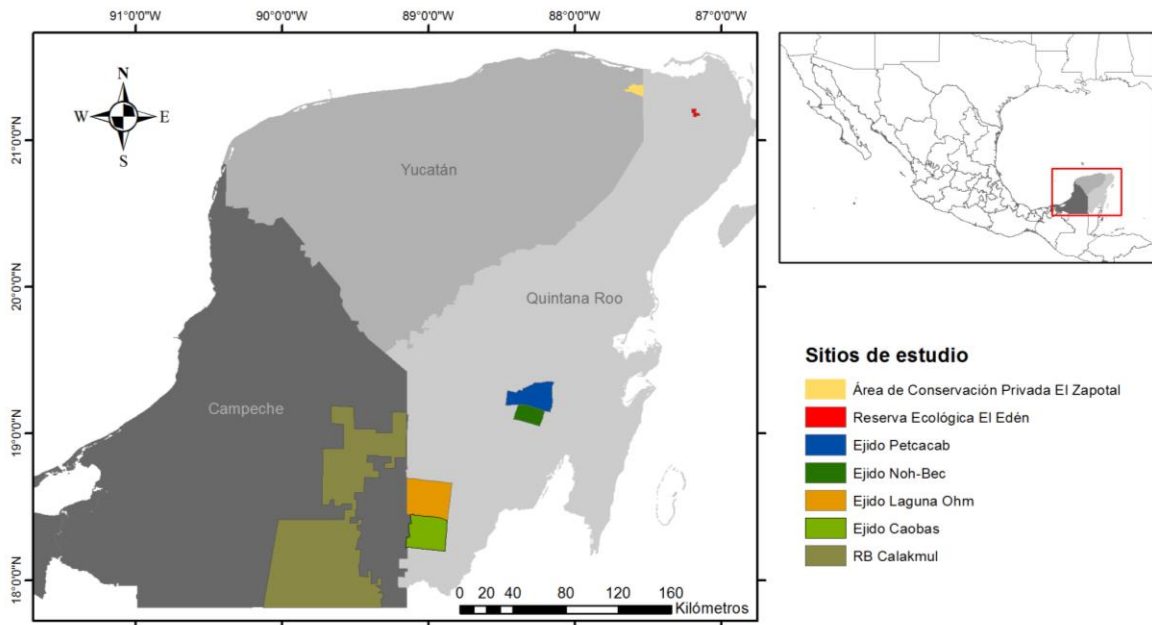 91°0'0"W 90°0'0"W 89°0'0"W 88°0'0"W 87°0'0"W
N
W E
S
21°0'0"N
Yucatán
20°0'0"N
Quintana Roo
Campeche
19°0'0"N
18°0'0"N
0 20 40 80 120 160
Kilómetros
Sitios de estudio
Área de Conservación Privada El Zapotal
Reserva Ecológica El Edén
Ejido Petcacab
Ejido Noh-Bec
Ejido Laguna Ohm
Ejido Caobas
RB Calakmul